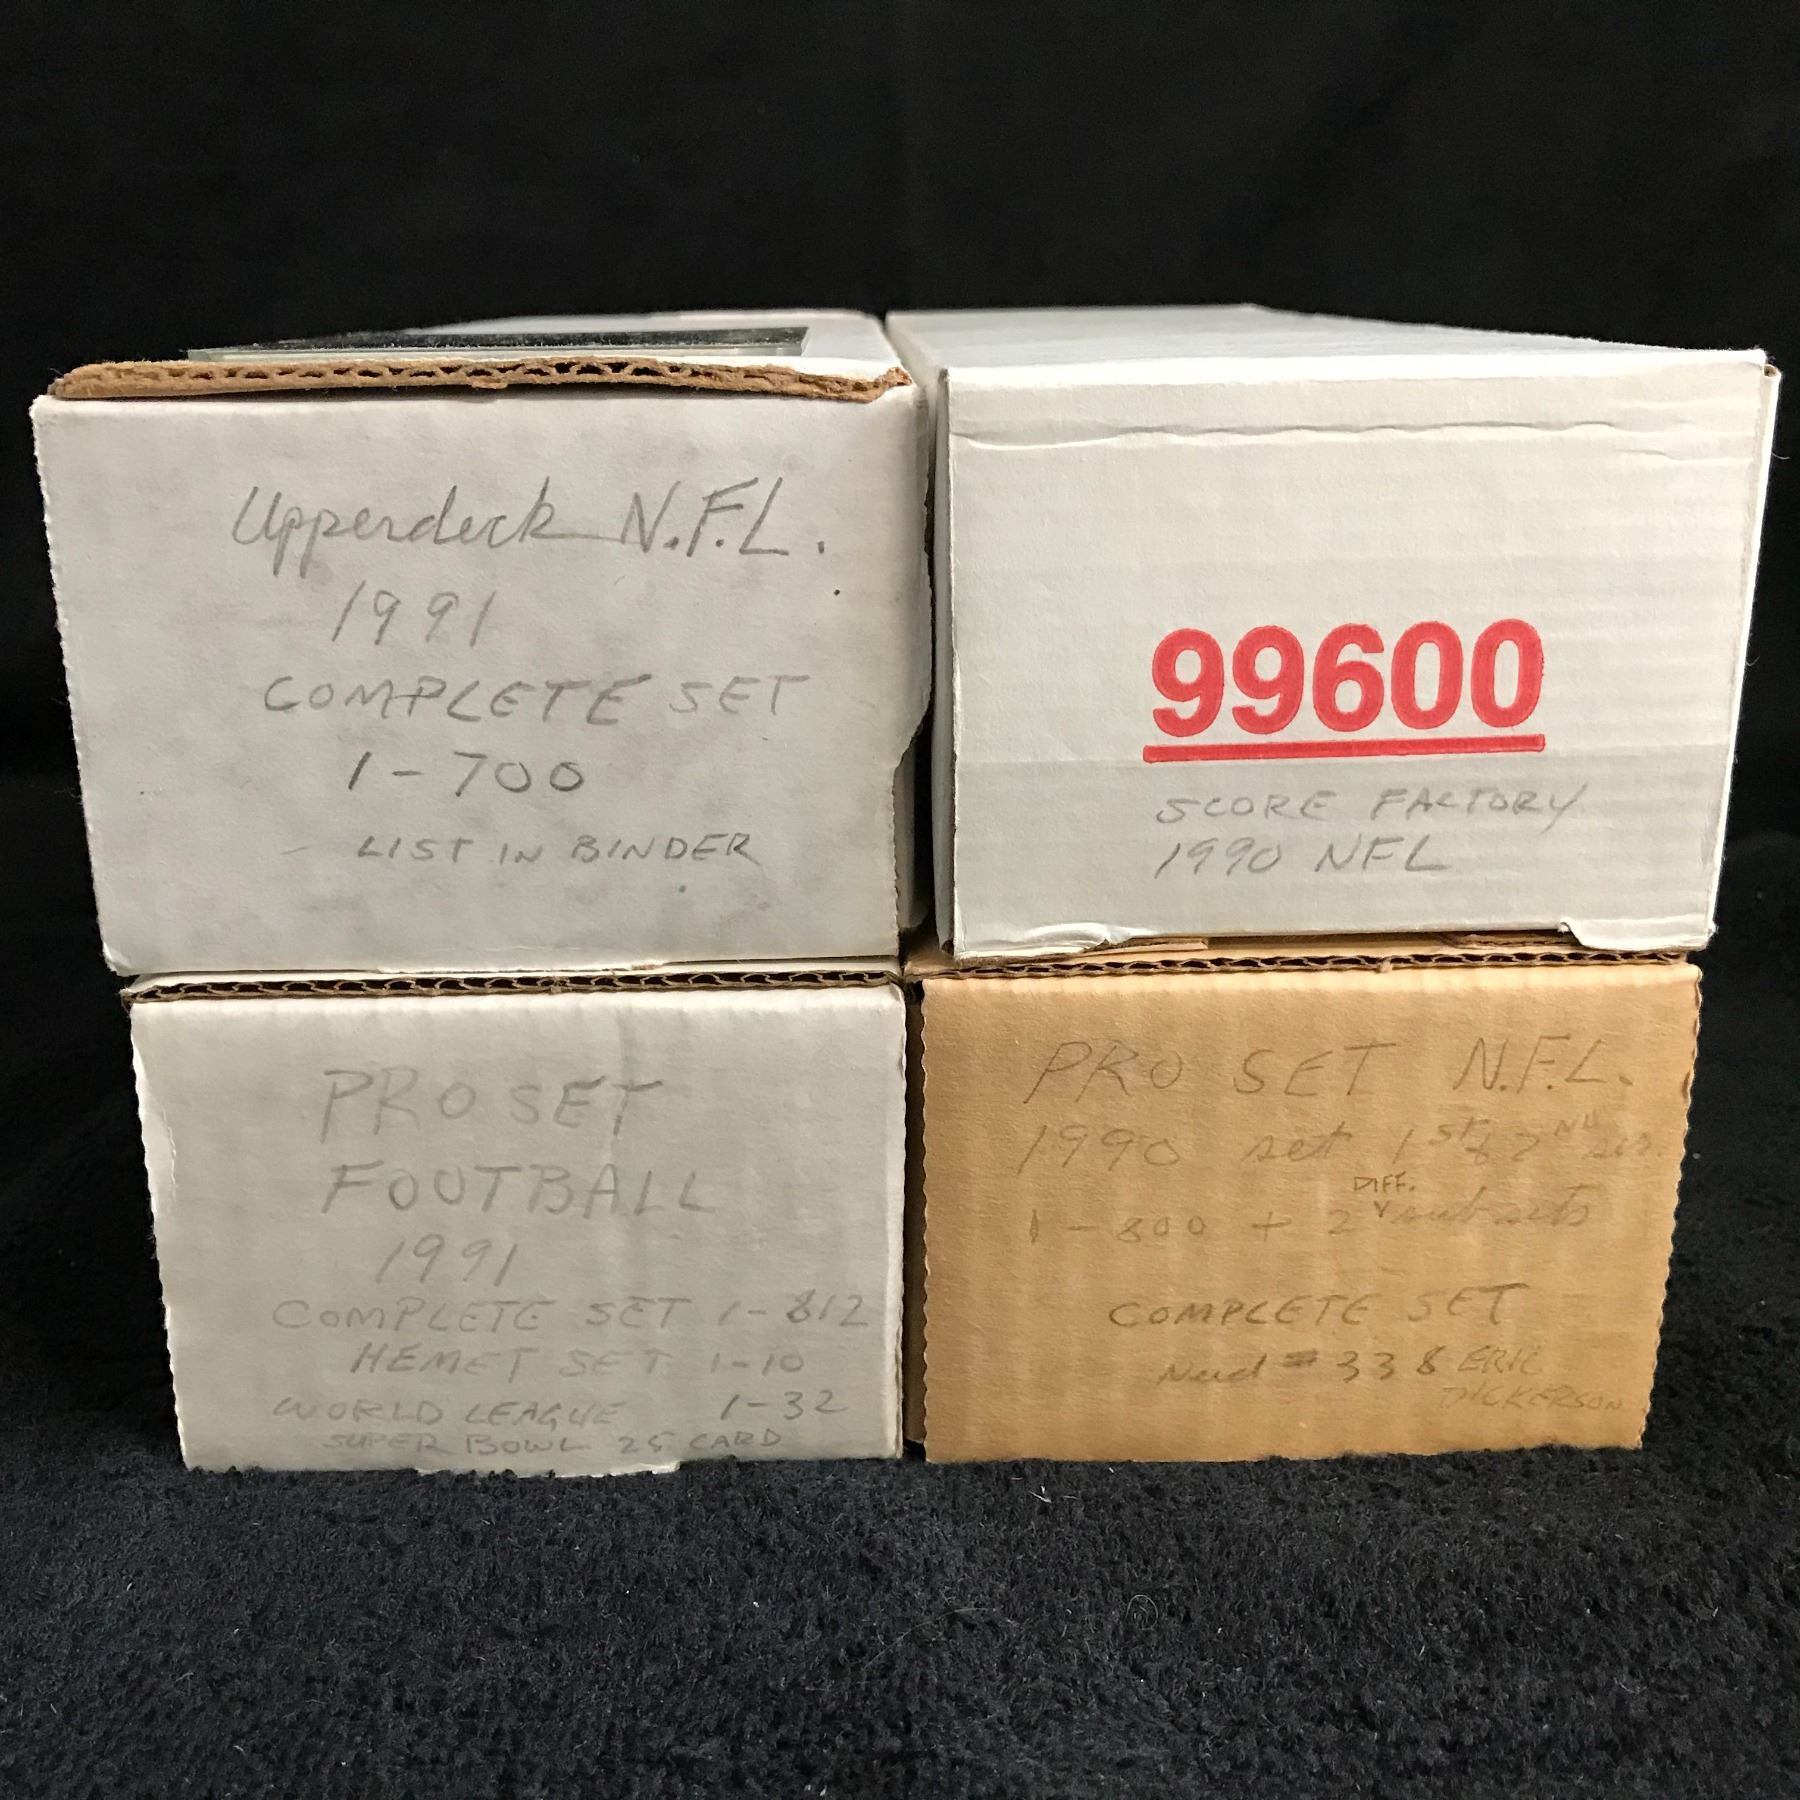 Upperdeck N.F.L.
1991
COMPLETE SET
1-700
LIST IN BINDER
99600
SCORE FACTORY
1990 NFL
PRO SET
FOOTBALL
1991
COMPLETE SET 1-812
HEMET SET 1-10
WORLD LEAGUE 1-32
SUPER BOWL 25 CARD
PRO SET N.F.L.
1990 set 1ST & 2ND ser.
DIFF.
1-800 + 2 subsets
COMPLETE SET
Need #338 ERIC
DICKERSON